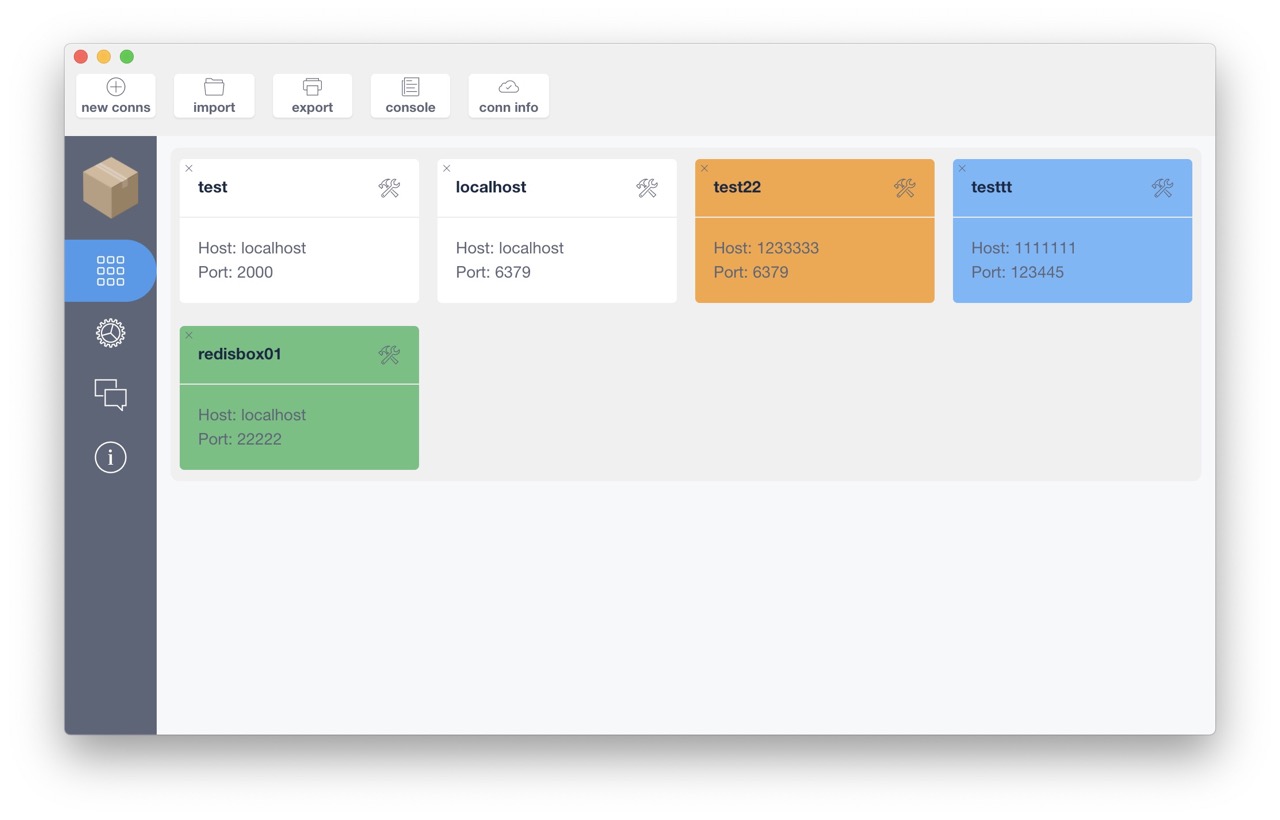 new conns
import
export
console
conn info
test
Host: localhost
Port: 2000
localhost
Host: localhost
Port: 6379
test22
Host: 1233333
Port: 6379
testtt
Host: 1111111
Port: 123445
redisbox01
Host: localhost
Port: 22222